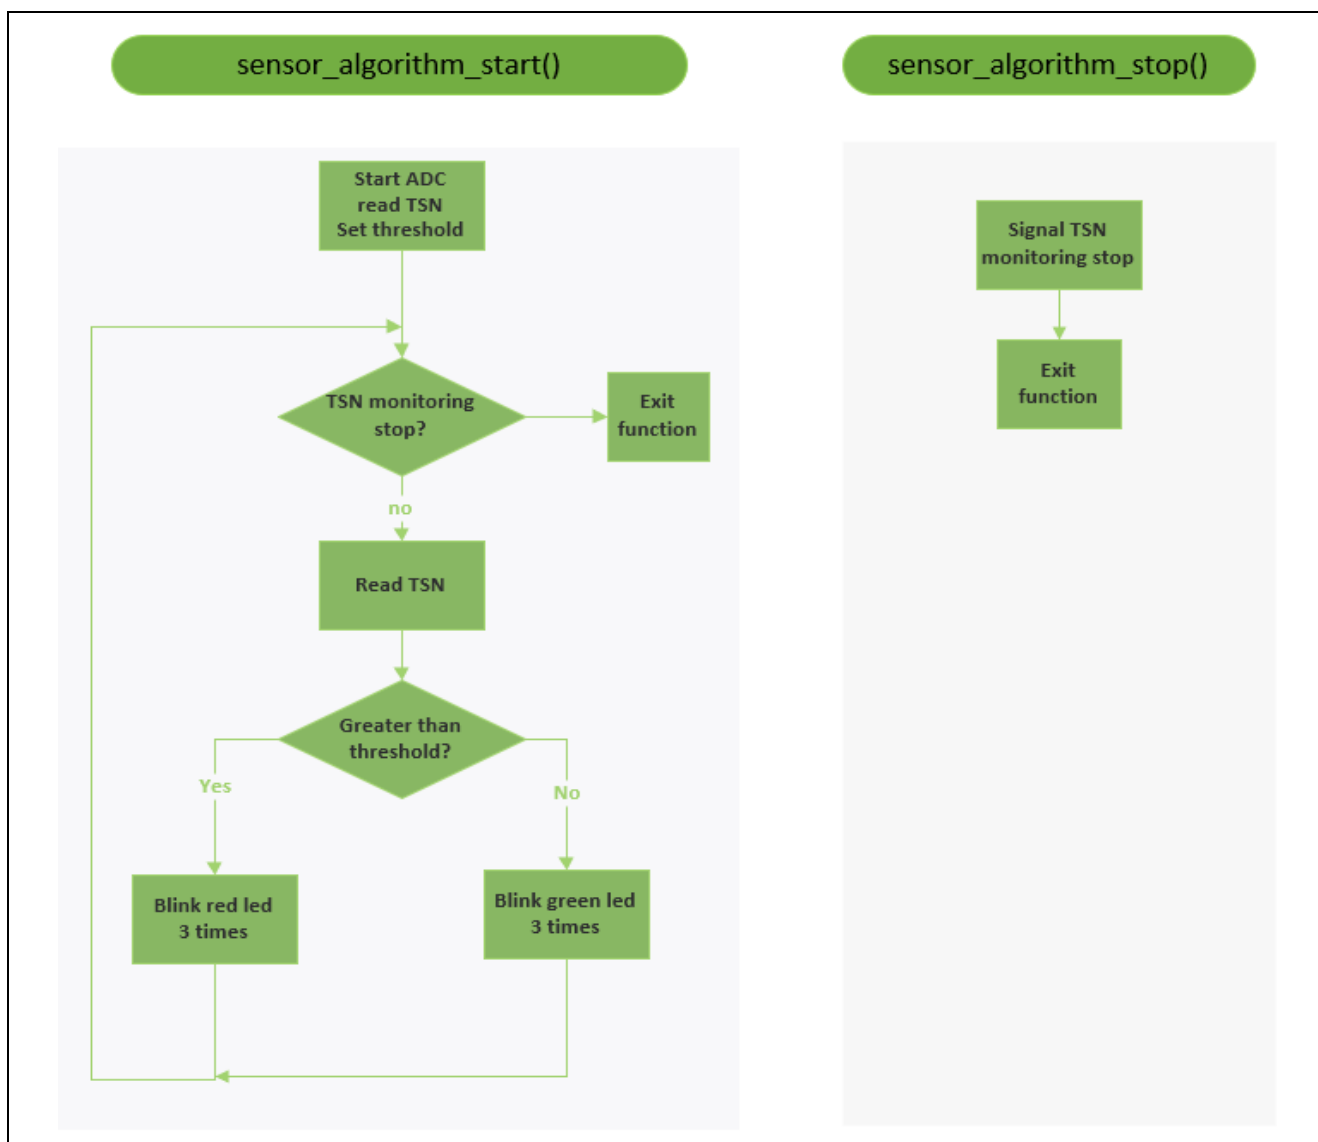 sensor_algorithm_start()
Start ADC
read TSN
Set threshold
TSN monitoring
stop?
Exit
function
no
Read TSN
Greater than
threshold?
Yes
No
Blink red led
3 times
Blink green led
3 times
sensor_algorithm_stop()
Signal TSN
monitoring stop
Exit
function